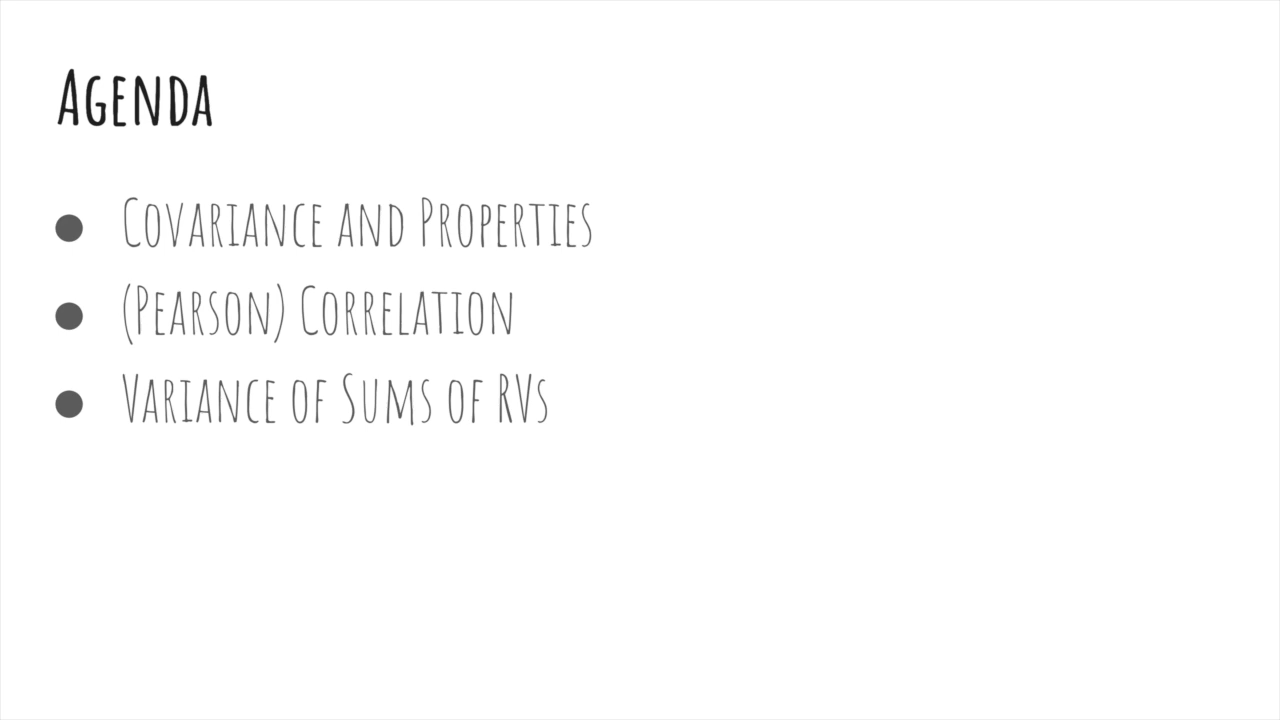 Agenda
● Covariance and Properties
● (Pearson) Correlation
● Variance of Sums of RVs